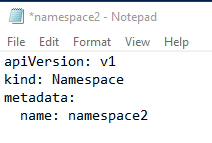 *namespace2 - Notepad
File Edit Format View Help
apiVersion: v1
kind: Namespace
metadata:
  name: namespace2